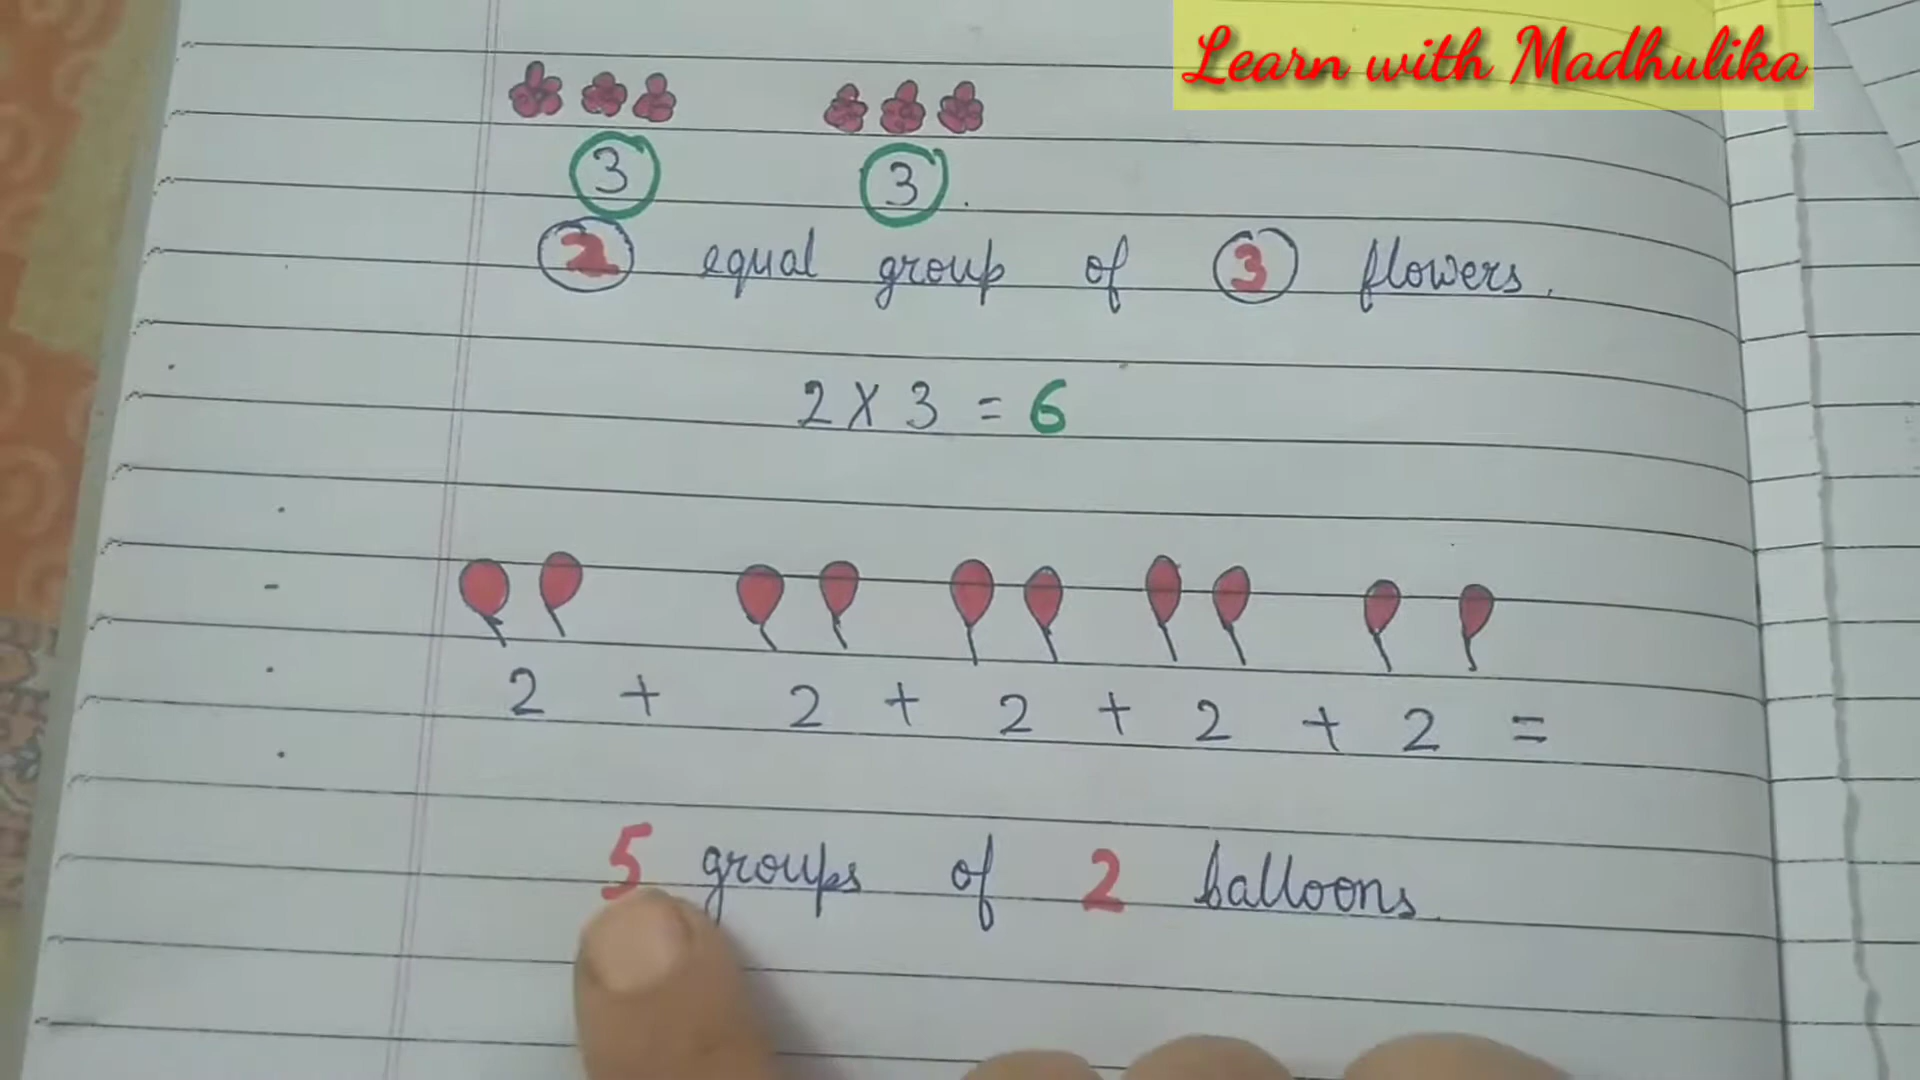 Learn with Madhulika
3 3.
2 equal group of 3 flowers.
2 X 3 = 6
2 + 2 + 2 + 2 + 2 =
5 groups of 2 balloons.